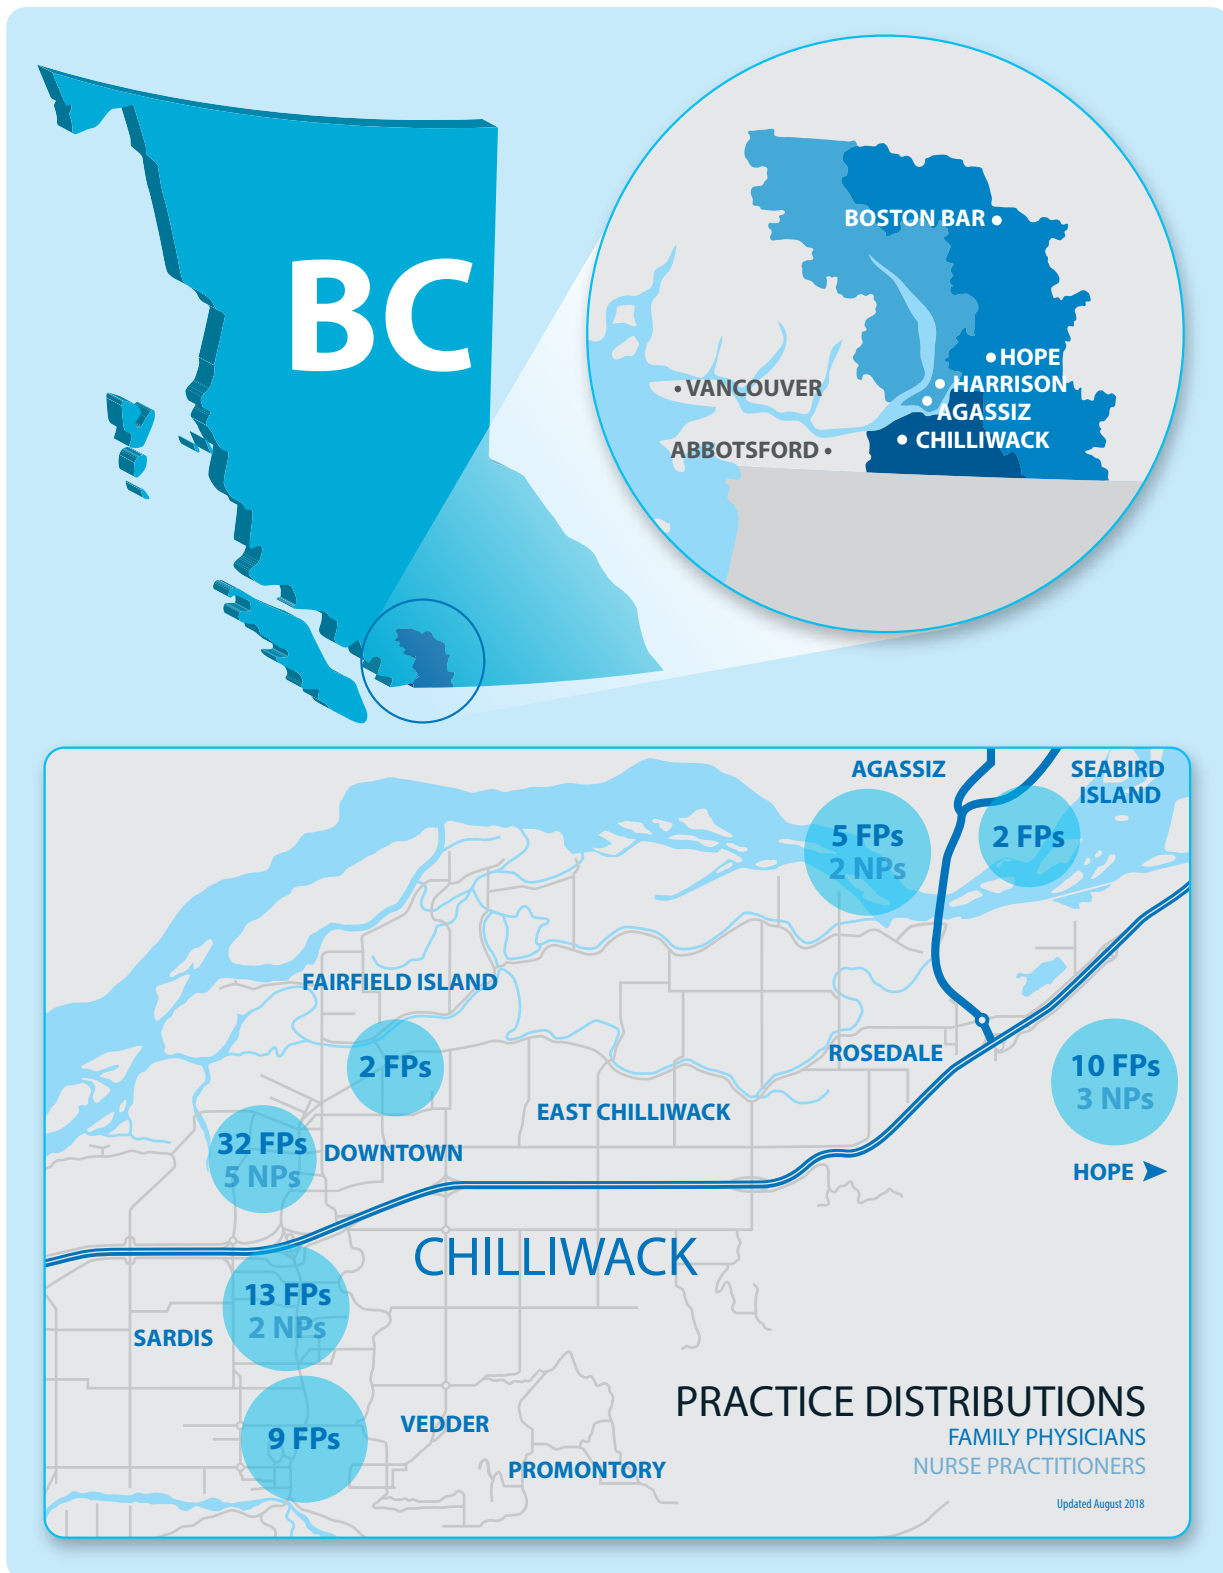 BC
BOSTON BAR
HOPE
HARRISON
VANCOUVER
AGASSIZ
CHILLIWACK
ABBOTSFORD
AGASSIZ
SEABIRD
ISLAND
5 FPs
2 NPs
2 FPs
FAIRFIELD ISLAND
2 FPs
ROSEDALE
10 FPs
3 NPs
EAST CHILLIWACK
32 FPs
5 NPs
DOWNTOWN
HOPE
CHILLIWACK
13 FPs
2 NPs
SARDIS
9 FPs
VEDDER
PROMONTORY
PRACTICE DISTRIBUTIONS
FAMILY PHYSICIANS
NURSE PRACTITIONERS
Updated August 2018